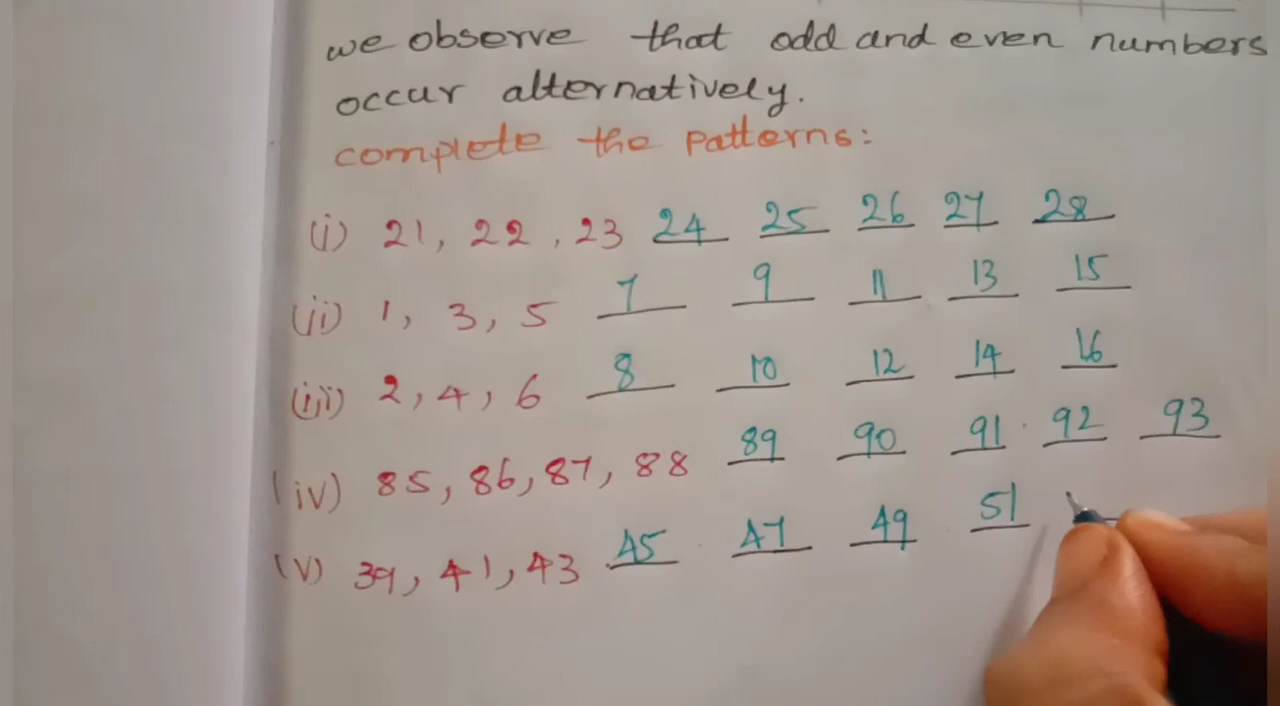 we observe that odd and even numbers
occur alternatively.
complete the patterns:
(i) 21, 22, 23 24 25 26 27 28
(ii) 1, 3, 5 7 9 11 13 15
(iii) 2, 4, 6 8 10 12 14 16
(iv) 85, 86, 87, 88 89 90 91 92 93
(v) 39, 41, 43 45 47 49 51